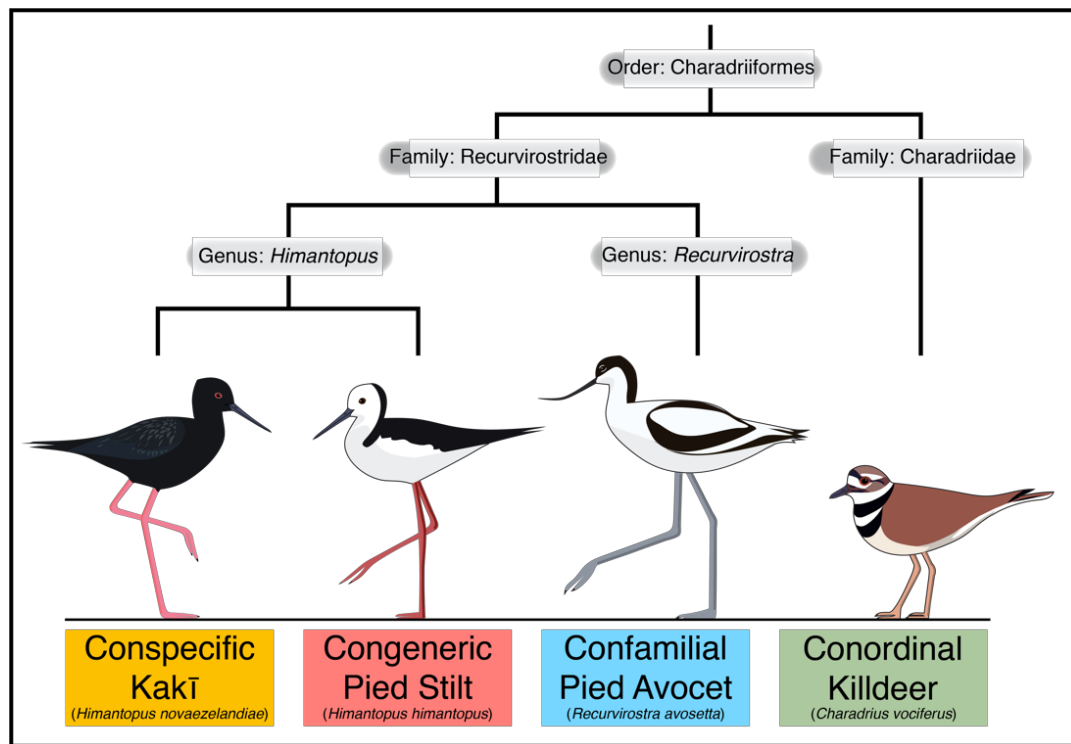 Order: Charadriiformes
Family: Recurvirostridae
Family: Charadriidae
Genus: Himantopus
Genus: Recurvirostra
Conspecific
Kakī
(Himantopus novaezelandiae)
Congeneric
Pied Stilt
(Himantopus himantopus)
Confamilial
Pied Avocet
(Recurvirostra avosetta)
Conordinal
Killdeer
(Charadrius vociferus)